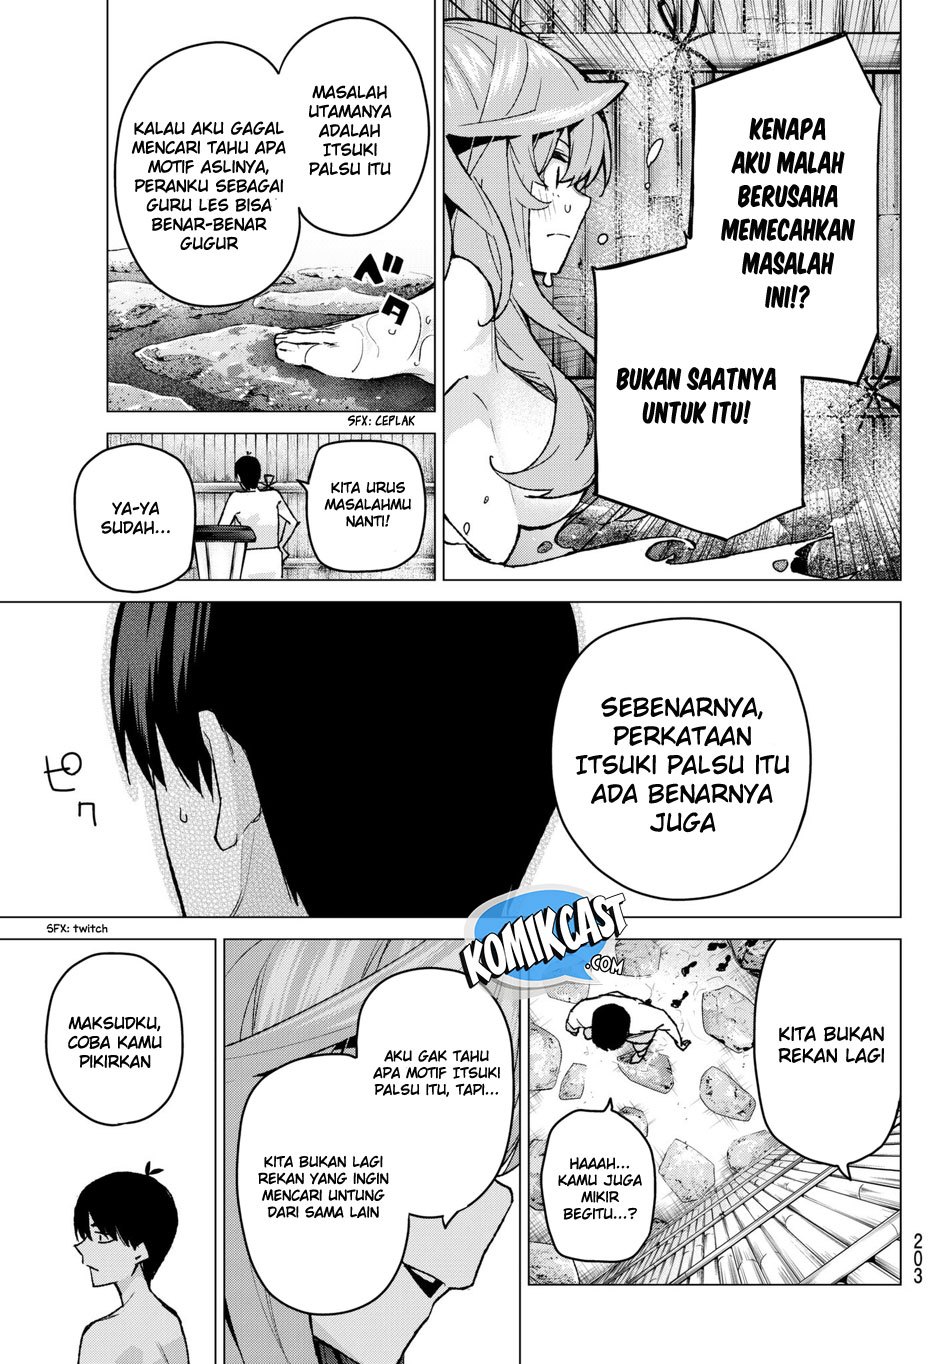 KENAPA
AKU MALAH
BERUSAHA
MEMECAHKAN
MASALAH
INI!?
BUKAN SAATNYA
UNTUK ITU!
MASALAH
UTAMANYA
ADALAH
ITSUKI
PALSU ITU
KALAU AKU GAGAL
MENCARI TAHU APA
MOTIF ASLINYA,
PERANKU SEBAGAI
GURU LES BISA
BENAR-BENAR
GUGUR
ベタ
SFX: CEPLAK
KITA URUS
MASALAHMU
NANTI!
YA-YA
SUDAH...
SEBENARNYA,
PERKATAAN
ITSUKI PALSU ITU
ADA BENARNYA
JUGA
ピク
SFX: twitch
KOMIKCAST
.COM
KITA BUKAN
REKAN LAGI
HAAAH...
KAMU JUGA
MIKIR
BEGITU...?
AKU GAK TAHU
APA MOTIF ITSUKI
PALSU ITU, TAPI...
KITA BUKAN LAGI
REKAN YANG INGIN
MENCARI UNTUNG
DARI SAMA LAIN
MAKSUDKU,
COBA KAMU
PIKIRKAN
203